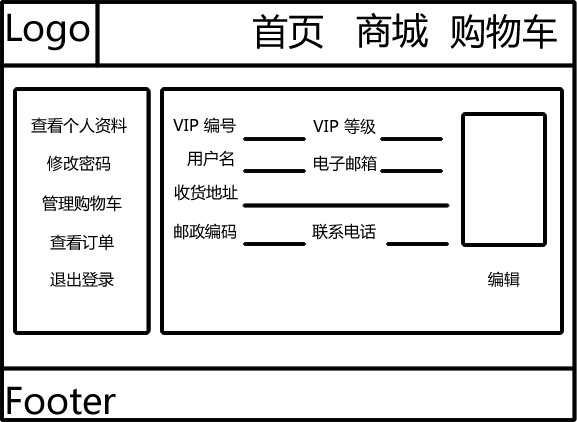 Logo
首页 商城 购物车
查看个人资料
修改密码
管理购物车
查看订单
退出登录
VIP 编号 VIP 等级
用户名 电子邮箱
收货地址
邮政编码 联系电话
编辑
Footer